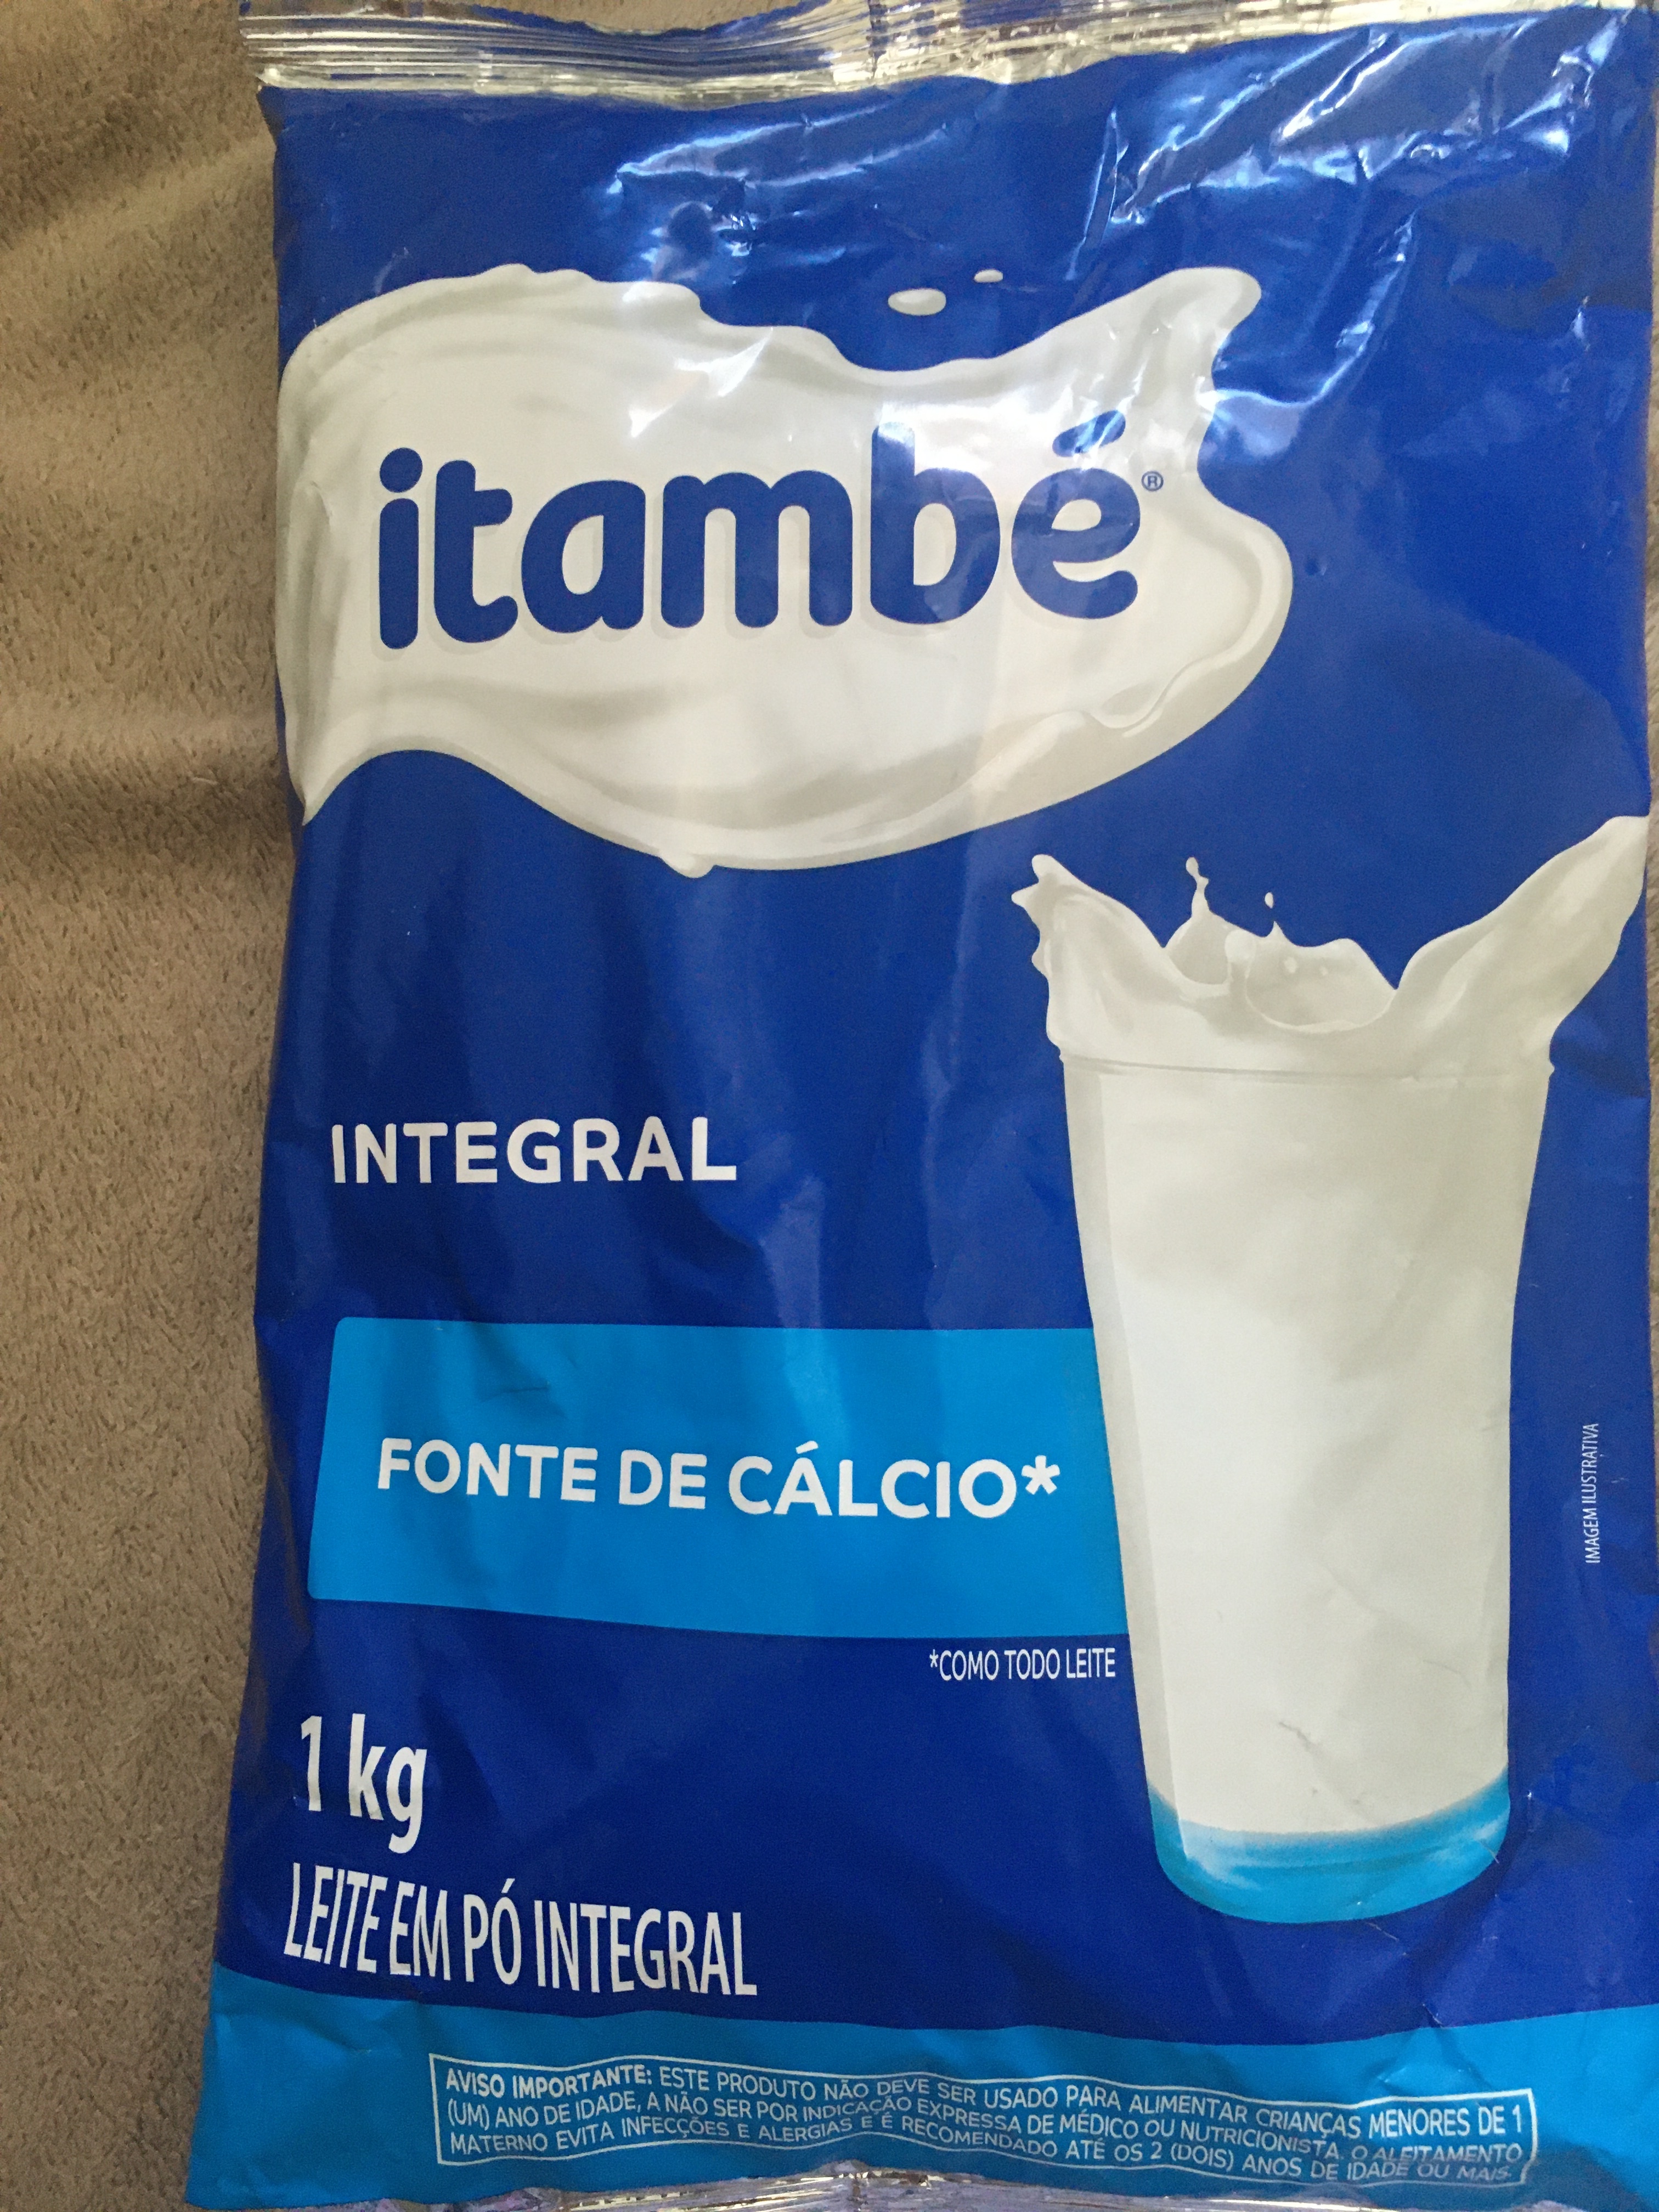 itambé®
INTEGRAL
FONTE DE CÁLCIO*
*COMO TODO LEITE
IMAGEM ILUSTRATIVA
1 kg
LEITE EM PÓ INTEGRAL
AVISO IMPORTANTE: ESTE PRODUTO NÃO DEVE SER USADO PARA ALIMENTAR CRIANÇAS MENORES DE 1
(UM) ANO DE IDADE, A NÃO SER POR INDICAÇÃO EXPRESSA DE MÉDICO OU NUTRICIONISTA. O ALEITAMENTO
MATERNO EVITA INFECÇÕES E ALERGIAS E É RECOMENDADO ATÉ OS 2 (DOIS) ANOS DE IDADE OU MAIS.